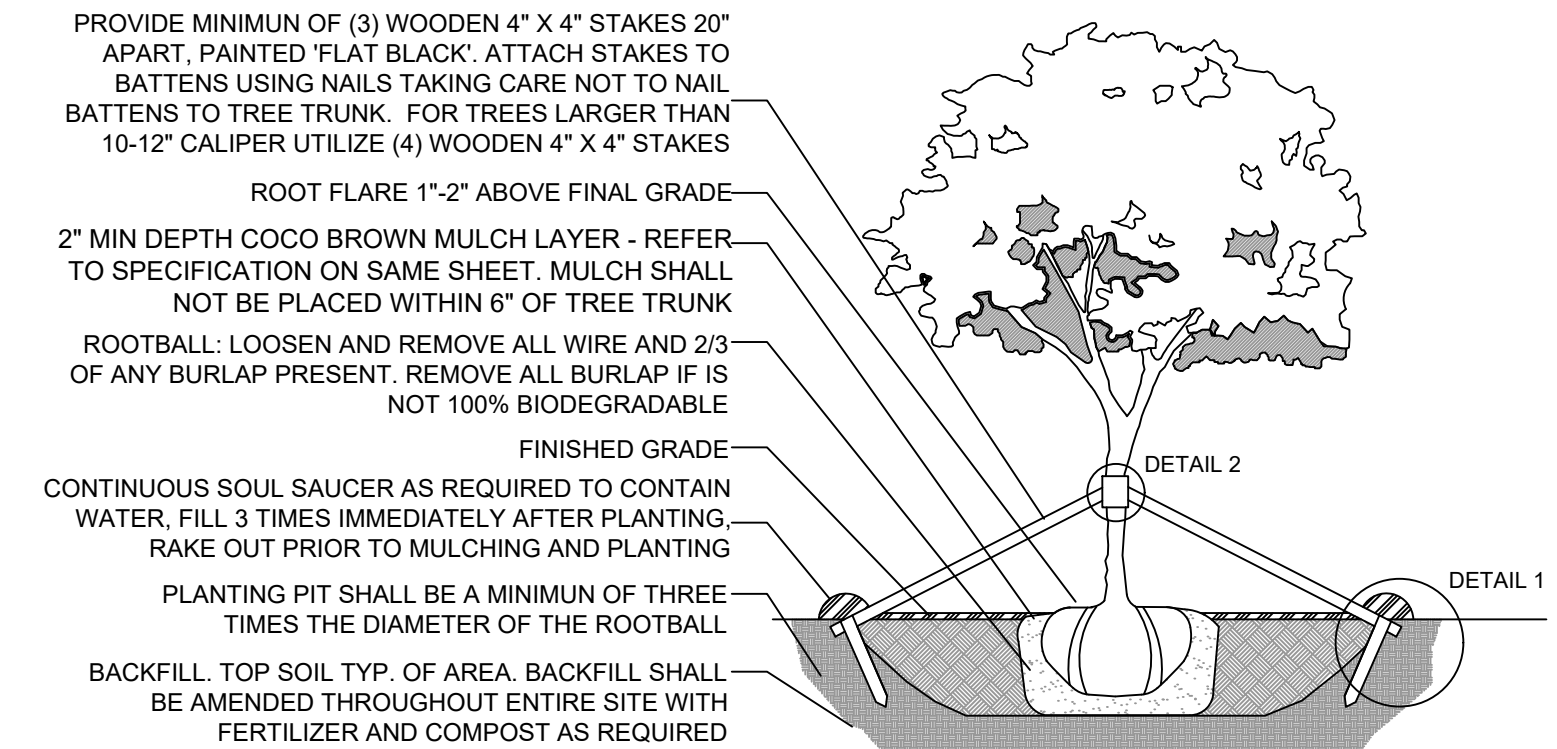 PROVIDE MINIMUN OF (3) WOODEN 4" X 4" STAKES 20"
APART, PAINTED 'FLAT BLACK'. ATTACH STAKES TO
BATTENS USING NAILS TAKING CARE NOT TO NAIL
BATTENS TO TREE TRUNK. FOR TREES LARGER THAN
10-12" CALIPER UTILIZE (4) WOODEN 4" X 4" STAKES
ROOT FLARE 1"-2" ABOVE FINAL GRADE
2" MIN DEPTH COCO BROWN MULCH LAYER - REFER
TO SPECIFICATION ON SAME SHEET. MULCH SHALL
NOT BE PLACED WITHIN 6" OF TREE TRUNK
ROOTBALL: LOOSEN AND REMOVE ALL WIRE AND 2/3
OF ANY BURLAP PRESENT. REMOVE ALL BURLAP IF IS
NOT 100% BIODEGRADABLE
FINISHED GRADE
CONTINUOUS SOUL SAUCER AS REQUIRED TO CONTAIN
WATER, FILL 3 TIMES IMMEDIATELY AFTER PLANTING,
RAKE OUT PRIOR TO MULCHING AND PLANTING
PLANTING PIT SHALL BE A MINIMUN OF THREE
TIMES THE DIAMETER OF THE ROOTBALL
BACKFILL. TOP SOIL TYP. OF AREA. BACKFILL SHALL
BE AMENDED THROUGHOUT ENTIRE SITE WITH
FERTILIZER AND COMPOST AS REQUIRED
DETAIL 2
DETAIL 1